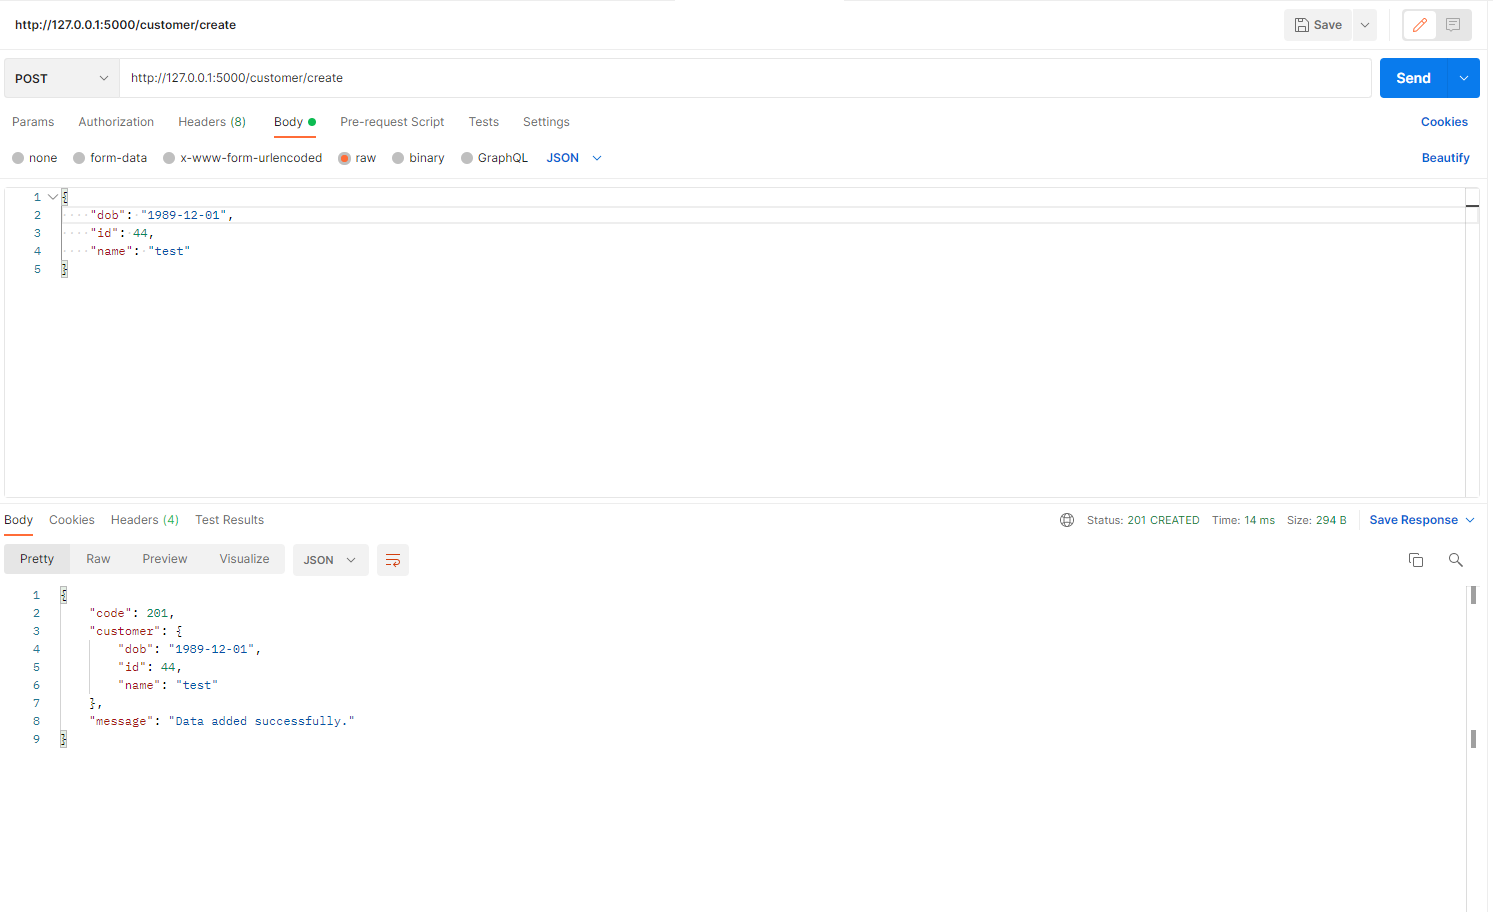 http://127.0.0.1:5000/customer/create Save
POST http://127.0.0.1:5000/customer/create Send
Params Authorization Headers (8) Body Pre-request Script Tests Settings Cookies
none form-data x-www-form-urlencoded raw binary GraphQL JSON Beautify
1 {
2 "dob": "1989-12-01",
3 "id": 44,
4 "name": "test"
5 }
Body Cookies Headers (4) Test Results Status: 201 CREATED Time: 14 ms Size: 294 B Save Response
Pretty Raw Preview Visualize JSON
1 {
2 "code": 201,
3 "customer": {
4 "dob": "1989-12-01",
5 "id": 44,
6 "name": "test"
7 },
8 "message": "Data added successfully."
9 }